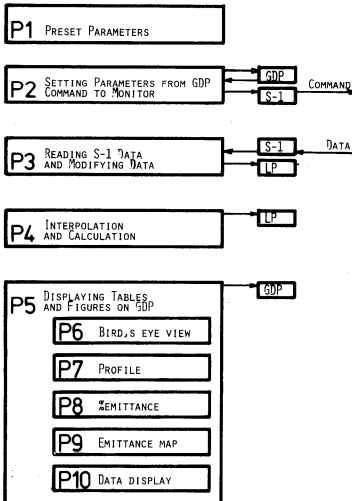 P1 PRESET PARAMETERS
P2 SETTING PARAMETERS FROM GDP
COMMAND TO MONITOR
GDP
S-1
COMMAND
P3 READING S-1 DATA
AND MODIFYING DATA
S-1
DATA
LP
P4 INTERPOLATION
AND CALCULATION
LP
P5 DISPLAYING TABLES
AND FIGURES ON GDP
GDP
P6 BIRD,S EYE VIEW
P7 PROFILE
P8 %EMITTANCE
P9 EMITTANCE MAP
P10 DATA DISPLAY